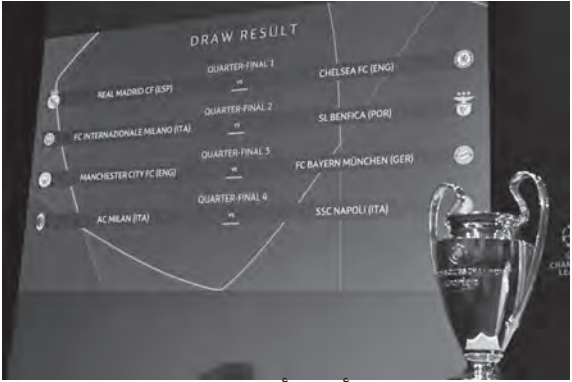 DRAW RESULT
QUARTER-FINAL 1
REAL MADRID CF (ESP) vs CHELSEA FC (ENG)
QUARTER-FINAL 2
FC INTERNAZIONALE MILANO (ITA) vs SL BENFICA (POR)
QUARTER-FINAL 3
MANCHESTER CITY FC (ENG) vs FC BAYERN MÜNCHEN (GER)
QUARTER-FINAL 4
AC MILAN (ITA) vs SSC NAPOLI (ITA)